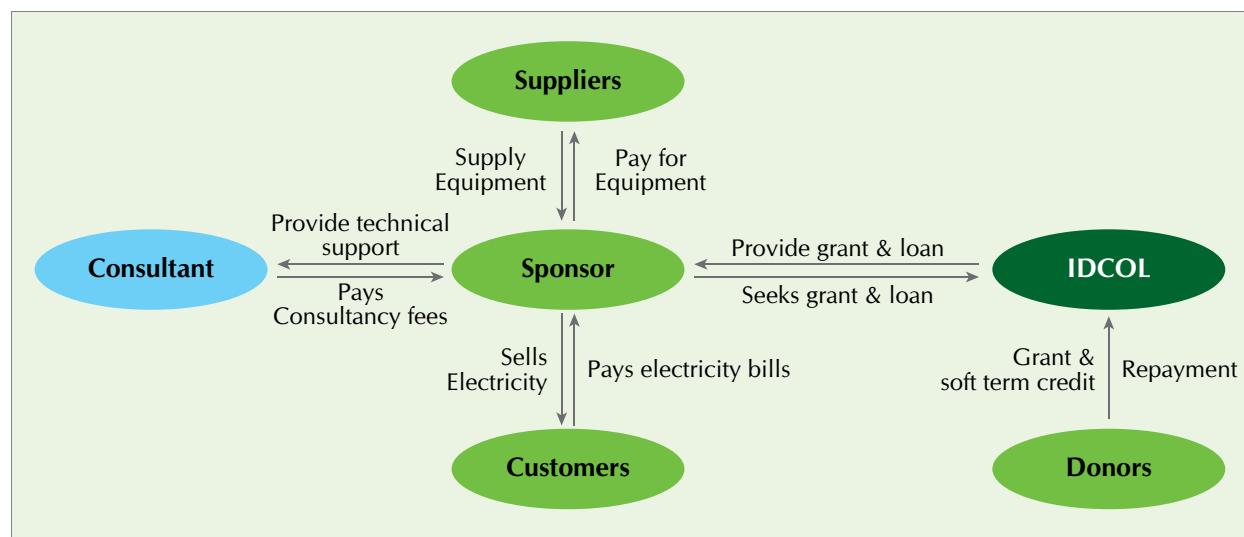 Suppliers
Supply
Equipment
Pay for
Equipment
Provide technical
support
Consultant
Pays
Consultancy fees
Sponsor
Provide grant & loan
Seeks grant & loan
IDCOL
Sells
Electricity
Pays electricity bills
Grant &
soft term credit
Repayment
Customers
Donors